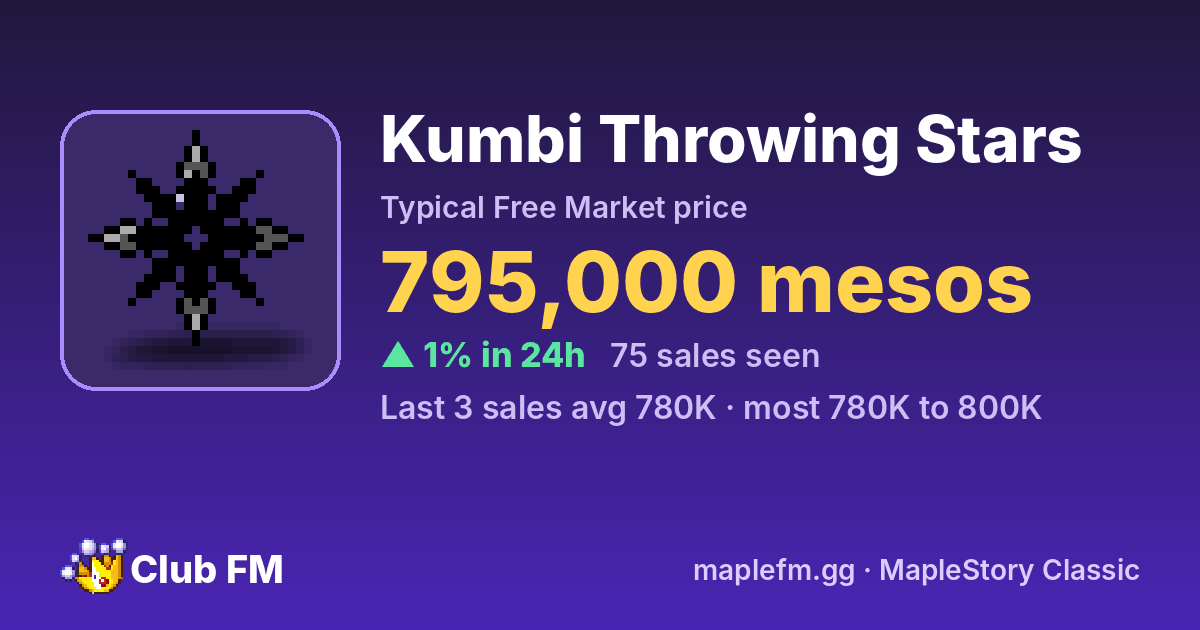 Kumbi Throwing Stars
Typical Free Market price
795,000 mesos
▲ 1% in 24h 75 sales seen
Last 3 sales avg 780K · most 780K to 800K
Club FM
maplefm.gg · MapleStory Classic